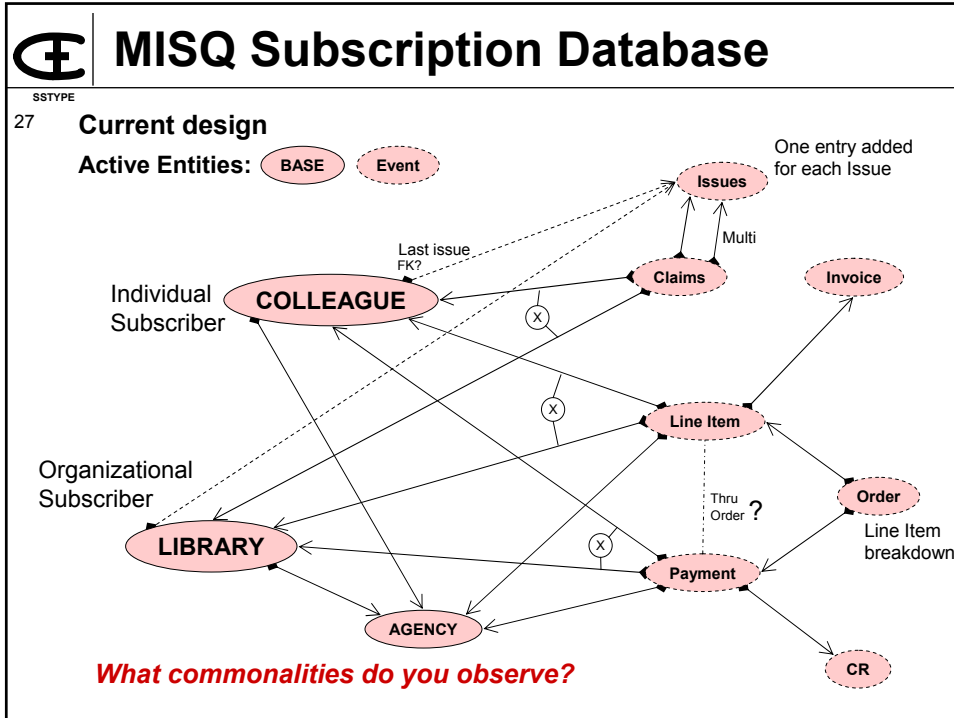 MISQ Subscription Database
SSTYPE
27
Current design
Active Entities:
BASE
Event
One entry added
for each Issue
Issues
Multi
Last issue
FK?
Claims
Invoice
Individual
Subscriber
COLLEAGUE
X
X
Line Item
Organizational
Subscriber
Thru
Order ?
Order
Line Item
breakdown
LIBRARY
X
Payment
AGENCY
CR
What commonalities do you observe?